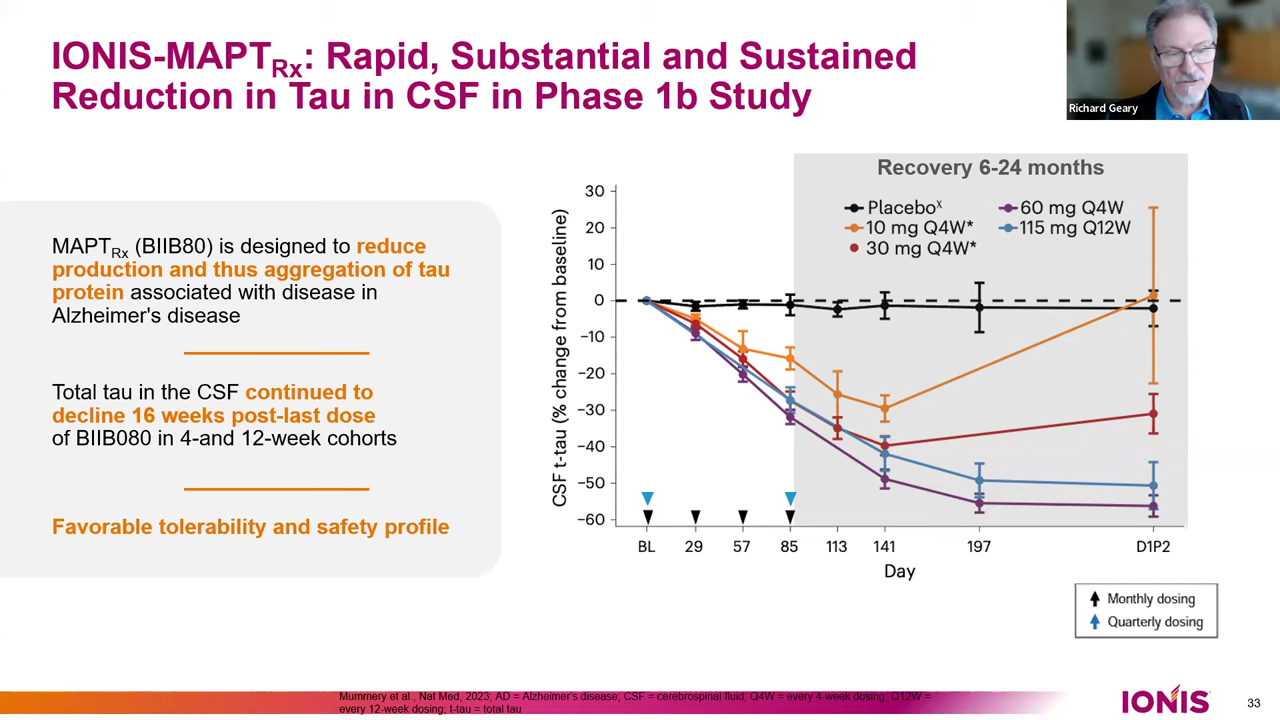 IONIS-MAPTRx: Rapid, Substantial and Sustained
Reduction in Tau in CSF in Phase 1b Study
Richard Geary
MAPTRx (BIIB80) is designed to reduce
production and thus aggregation of tau
protein associated with disease in
Alzheimer's disease
Total tau in the CSF continued to
decline 16 weeks post-last dose
of BIIB080 in 4-and 12-week cohorts
Favorable tolerability and safety profile
Recovery 6-24 months
Placeboχ
10 mg Q4W*
30 mg Q4W*
60 mg Q4W
115 mg Q12W
CSF t-tau (% change from baseline)
30
20
10
0
−10
−20
−30
−40
−50
−60
BL 29 57 85 113 141 197 D1P2
Day
Monthly dosing
Quarterly dosing
Mummery et al., Nat Med, 2023; AD = Alzheimer's disease; CSF = cerebrospinal fluid, Q4W = every 4-week dosing; Q12W =
every 12-week dosing; t-tau = total tau
IONIS
33